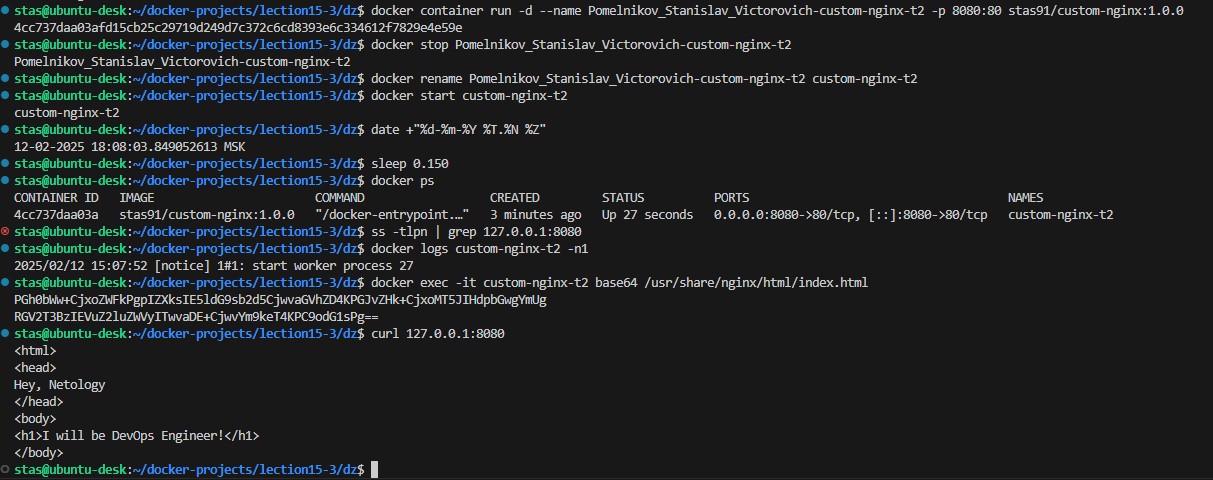 stas@ubuntu-desk:~/docker-projects/lection15-3/dz$ docker container run -d --name Pomelnikov_Stanislav_Victorovich-custom-nginx-t2 -p 8080:80 stas91/custom-nginx:1.0.0
4cc737daa03afd15cb25c29719d249d7c372c6cd8393e6c334612f7829e4e59e
stas@ubuntu-desk:~/docker-projects/lection15-3/dz$ docker stop Pomelnikov_Stanislav_Victorovich-custom-nginx-t2
Pomelnikov_Stanislav_Victorovich-custom-nginx-t2
stas@ubuntu-desk:~/docker-projects/lection15-3/dz$ docker rename Pomelnikov_Stanislav_Victorovich-custom-nginx-t2 custom-nginx-t2
stas@ubuntu-desk:~/docker-projects/lection15-3/dz$ docker start custom-nginx-t2
custom-nginx-t2
stas@ubuntu-desk:~/docker-projects/lection15-3/dz$ date +"%d-%m-%Y %T.%N %Z"
12-02-2025 18:08:03.849052613 MSK
stas@ubuntu-desk:~/docker-projects/lection15-3/dz$ sleep 0.150
stas@ubuntu-desk:~/docker-projects/lection15-3/dz$ docker ps
CONTAINER ID   IMAGE                       COMMAND                  CREATED         STATUS          PORTS                                     NAMES
4cc737daa03a   stas91/custom-nginx:1.0.0   "/docker-entrypoint.…"   3 minutes ago   Up 27 seconds   0.0.0.0:8080->80/tcp, [::]:8080->80/tcp   custom-nginx-t2
stas@ubuntu-desk:~/docker-projects/lection15-3/dz$ ss -tlpn | grep 127.0.0.1:8080
stas@ubuntu-desk:~/docker-projects/lection15-3/dz$ docker logs custom-nginx-t2 -n1
2025/02/12 15:07:52 [notice] 1#1: start worker process 27
stas@ubuntu-desk:~/docker-projects/lection15-3/dz$ docker exec -it custom-nginx-t2 base64 /usr/share/nginx/html/index.html
PGh0bWw+CjxoZWFkPgpIZXksIE5ldG9sb2d5CjwvaGVhZD4KPGJvZHk+CjxoMT5JIHdpbGwgYmUg
RGV2T3BzIEVuZ2luZWVyITwvaDE+CjwvYm9keT4KPC9odG1sPg==
stas@ubuntu-desk:~/docker-projects/lection15-3/dz$ curl 127.0.0.1:8080
<html>
<head>
Hey, Netology
</head>
<body>
<h1>I will be DevOps Engineer!</h1>
</body>
stas@ubuntu-desk:~/docker-projects/lection15-3/dz$